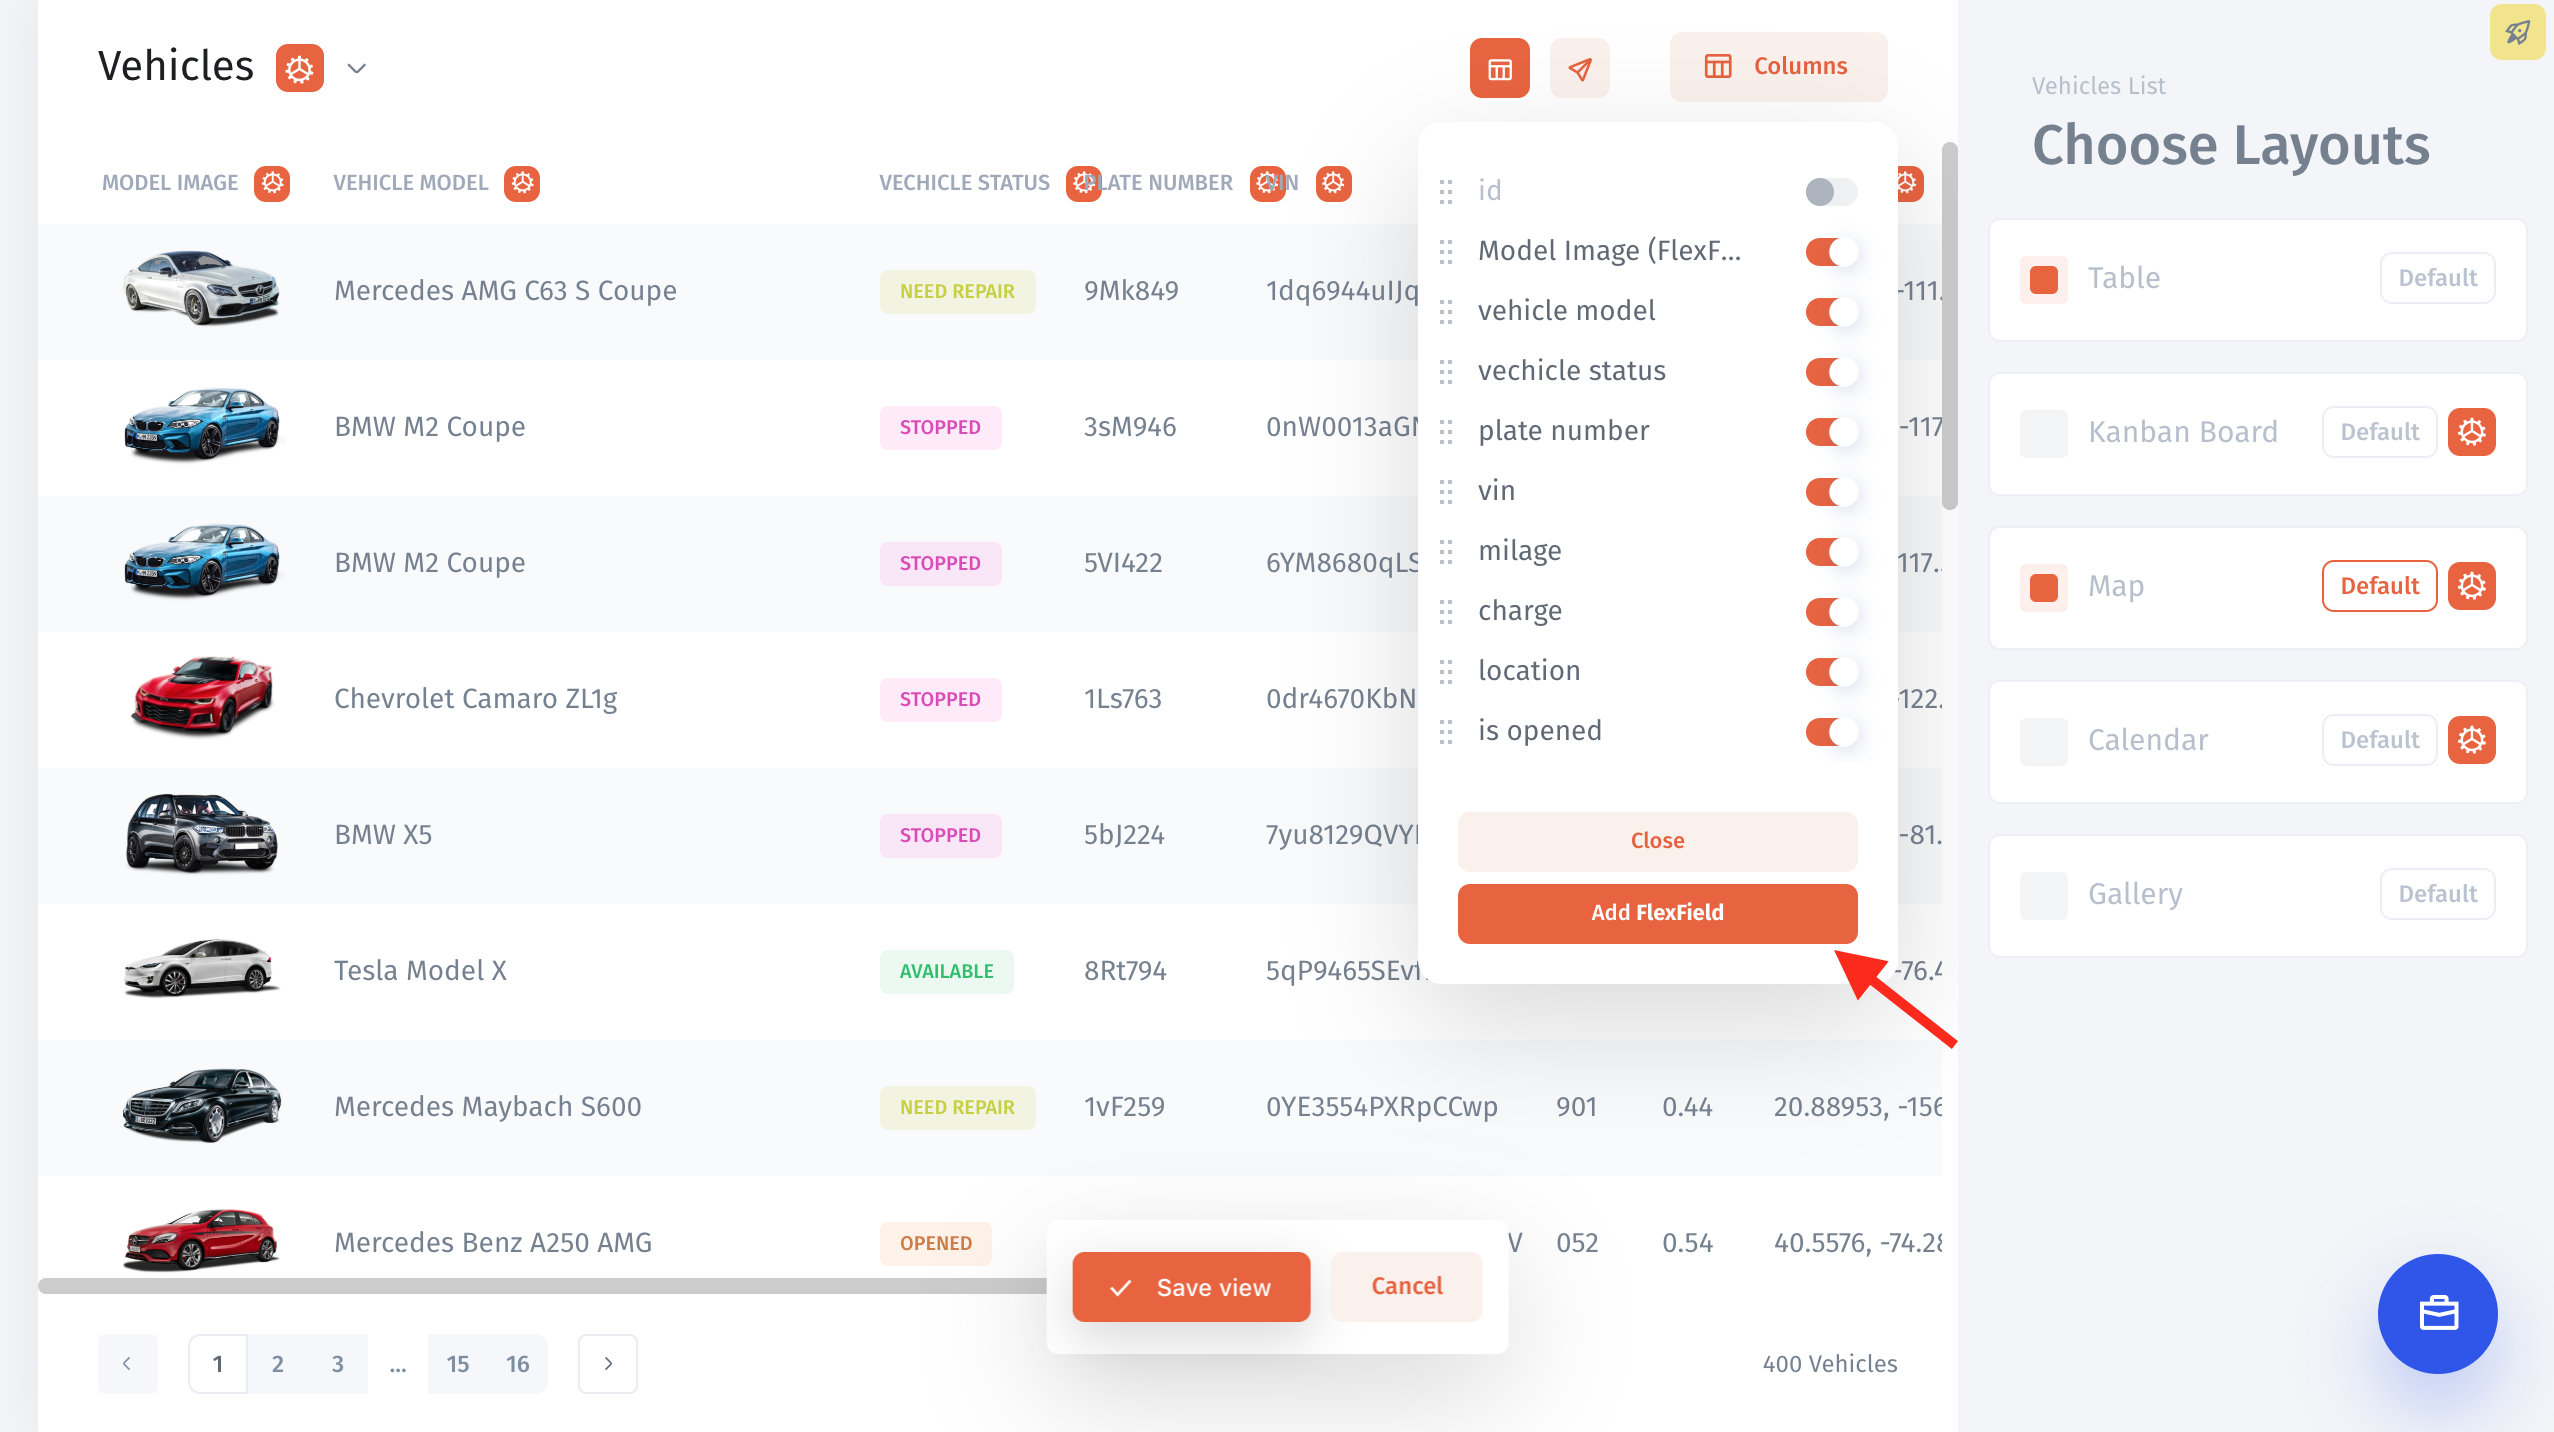 Vehicles
Columns
MODEL IMAGE
VEHICLE MODEL
VECHICLE STATUS
PLATE NUMBER
VIN
Mercedes AMG C63 S Coupe
NEED REPAIR
9Mk849
-111.
BMW M2 Coupe
STOPPED
3sM946
0nW0013aG
-117
BMW M2 Coupe
STOPPED
5VI422
6YM8680qLS
117.
Chevrolet Camaro ZL1g
STOPPED
1Ls763
0dr4670KbN
-122.
BMW X5
STOPPED
5bJ224
7yu8129QVY
-81.
Tesla Model X
AVAILABLE
8Rt794
5qP9465SEv
-76.4
Mercedes Maybach S600
NEED REPAIR
1vF259
0YE3554PXRpCCwp
901
0.44
20.88953, -156
Mercedes Benz A250 AMG
OPENED
V
052
0.54
40.5576, -74.28
id
Model Image (FlexF...
vehicle model
vechicle status
plate number
vin
milage
charge
location
is opened
Close
Add FlexField
Save view
Cancel
1
2
3
...
15
16
400 Vehicles
Vehicles List
Choose Layouts
Table
Default
Kanban Board
Default
Map
Default
Calendar
Default
Gallery
Default